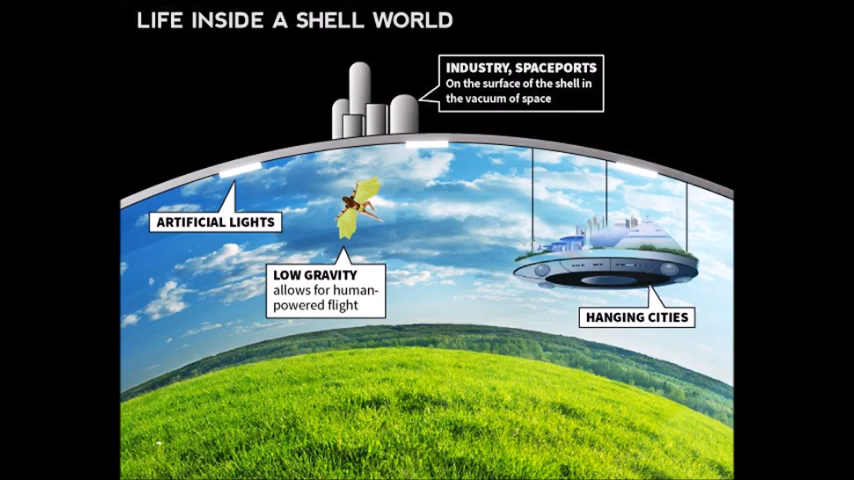 LIFE INSIDE A SHELL WORLD
INDUSTRY, SPACEPORTS
On the surface of the shell in
the vacuum of space
ARTIFICIAL LIGHTS
LOW GRAVITY
allows for human-
powered flight
HANGING CITIES